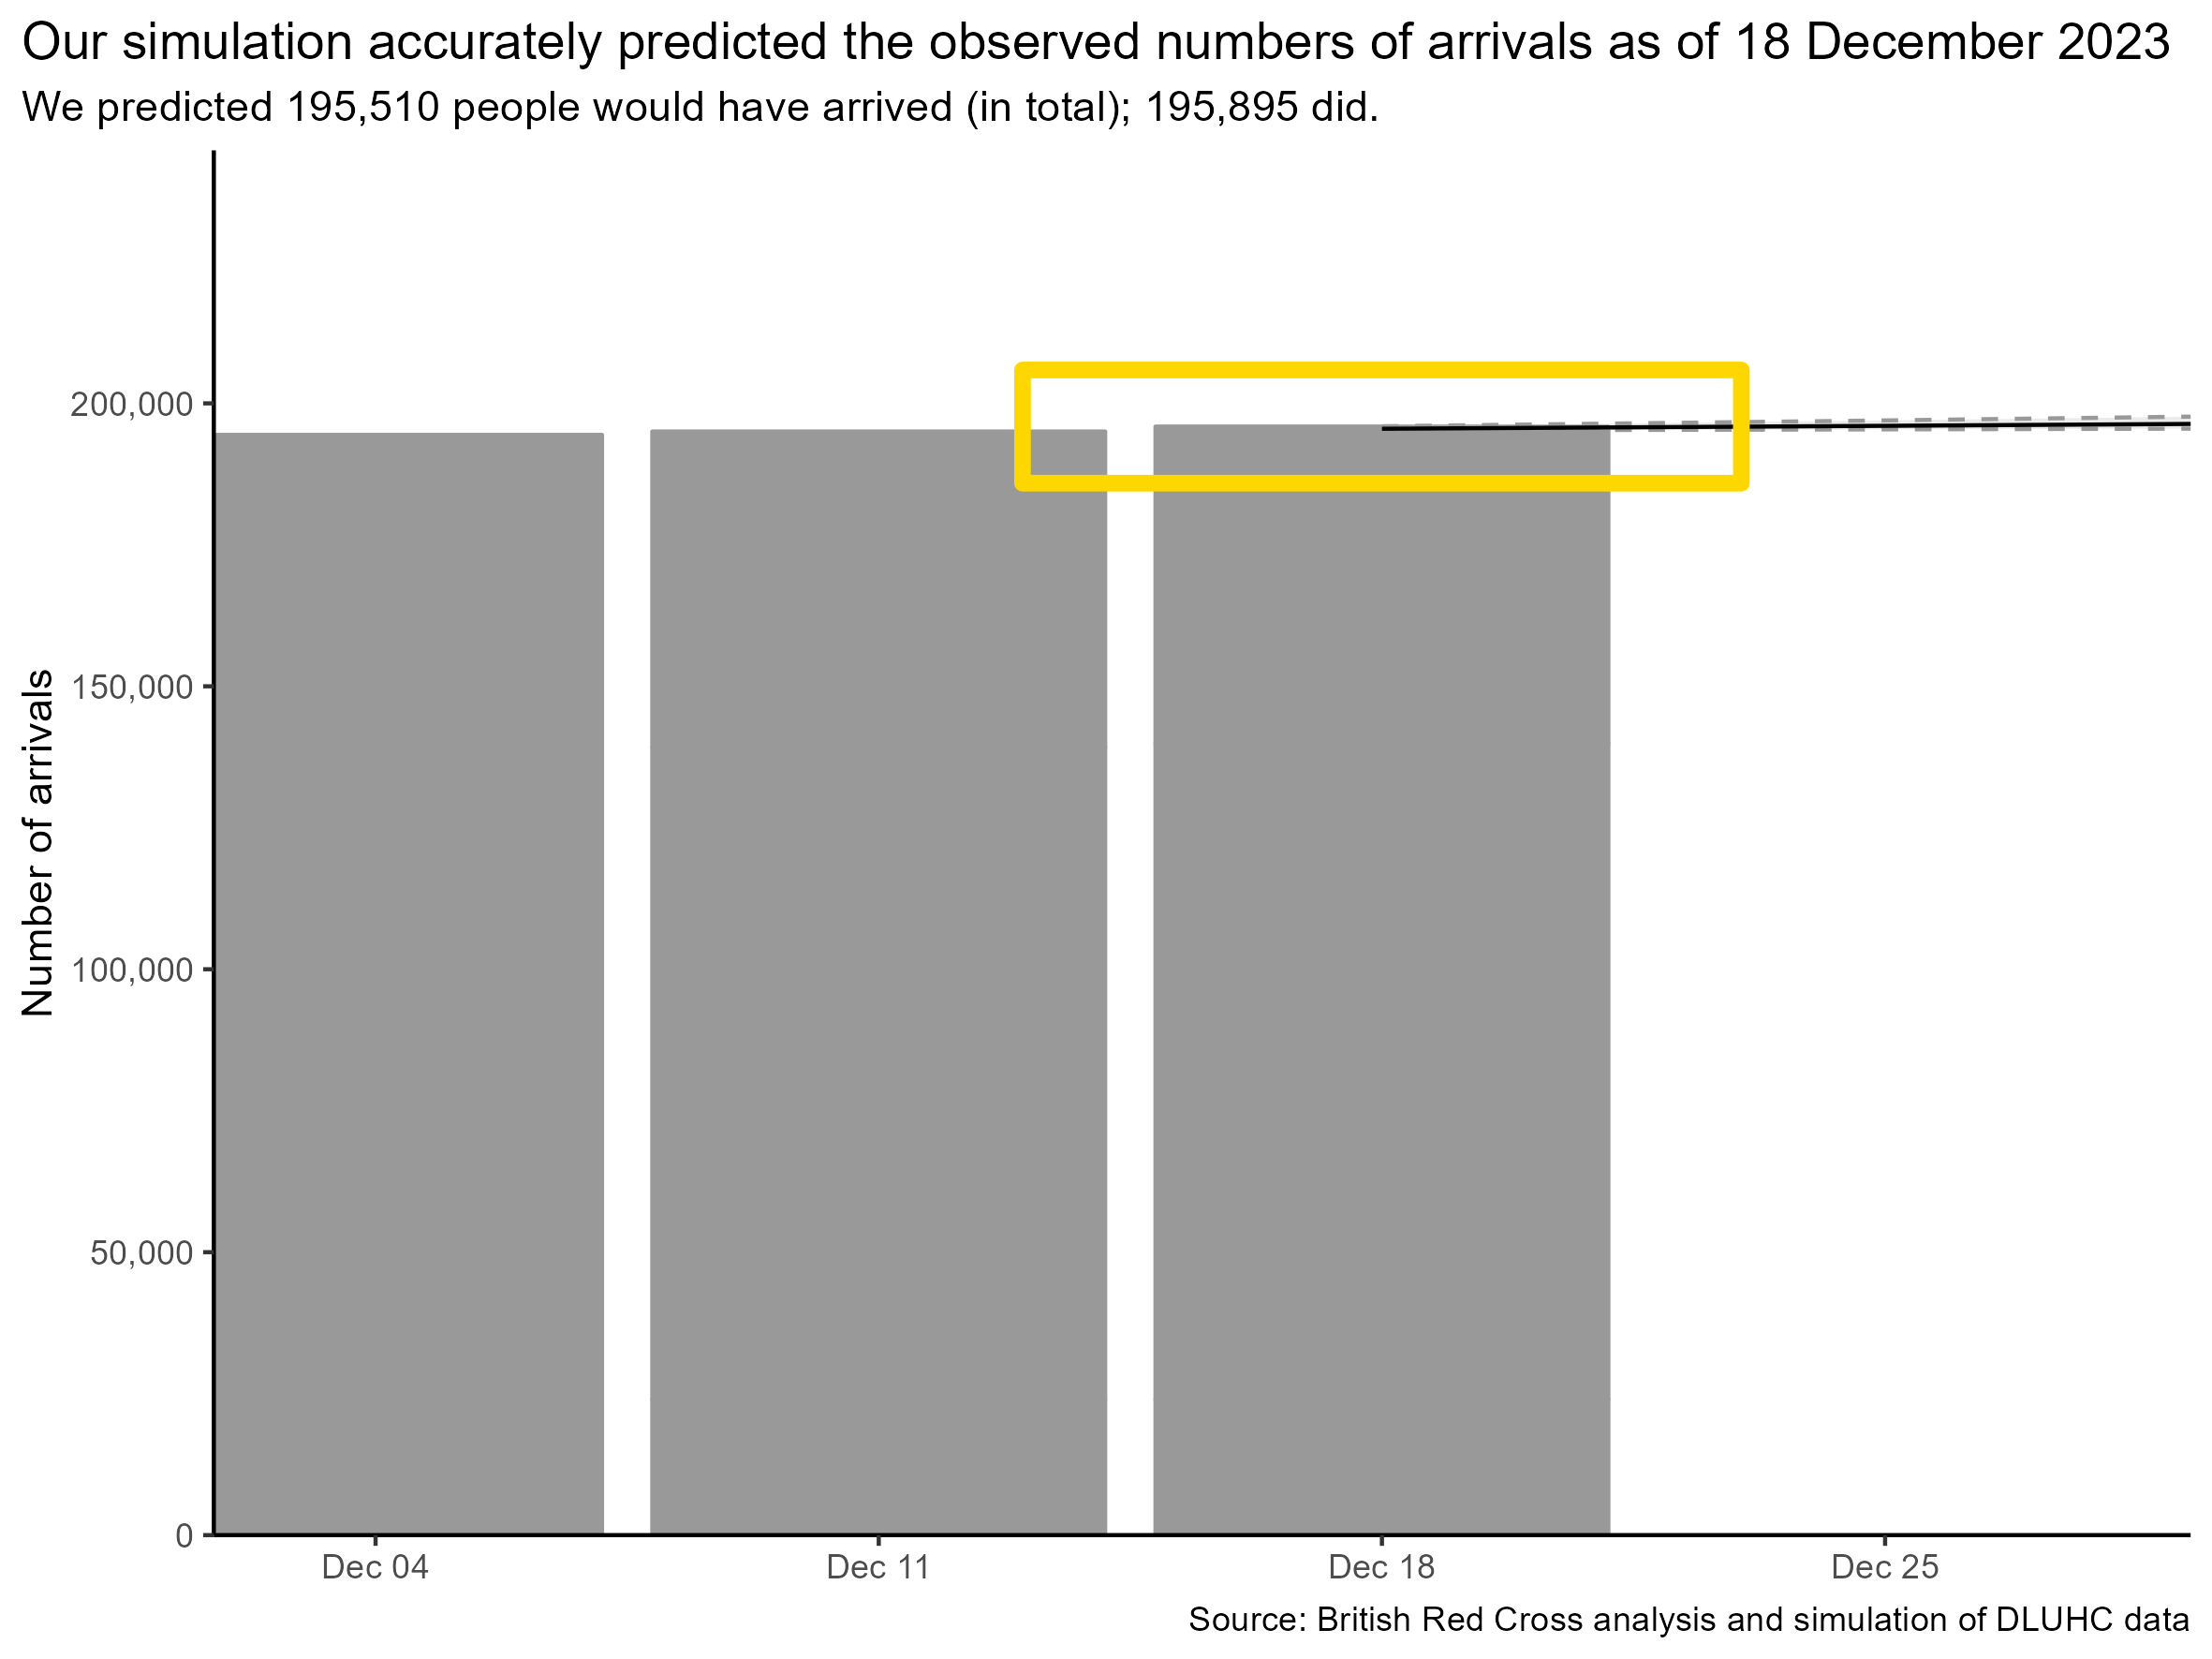 Our simulation accurately predicted the observed numbers of arrivals as of 18 December 2023
We predicted 195,510 people would have arrived (in total); 195,895 did.
Number of arrivals
200,000
150,000
100,000
50,000
0
Dec 04
Dec 11
Dec 18
Dec 25
Source: British Red Cross analysis and simulation of DLUHC data